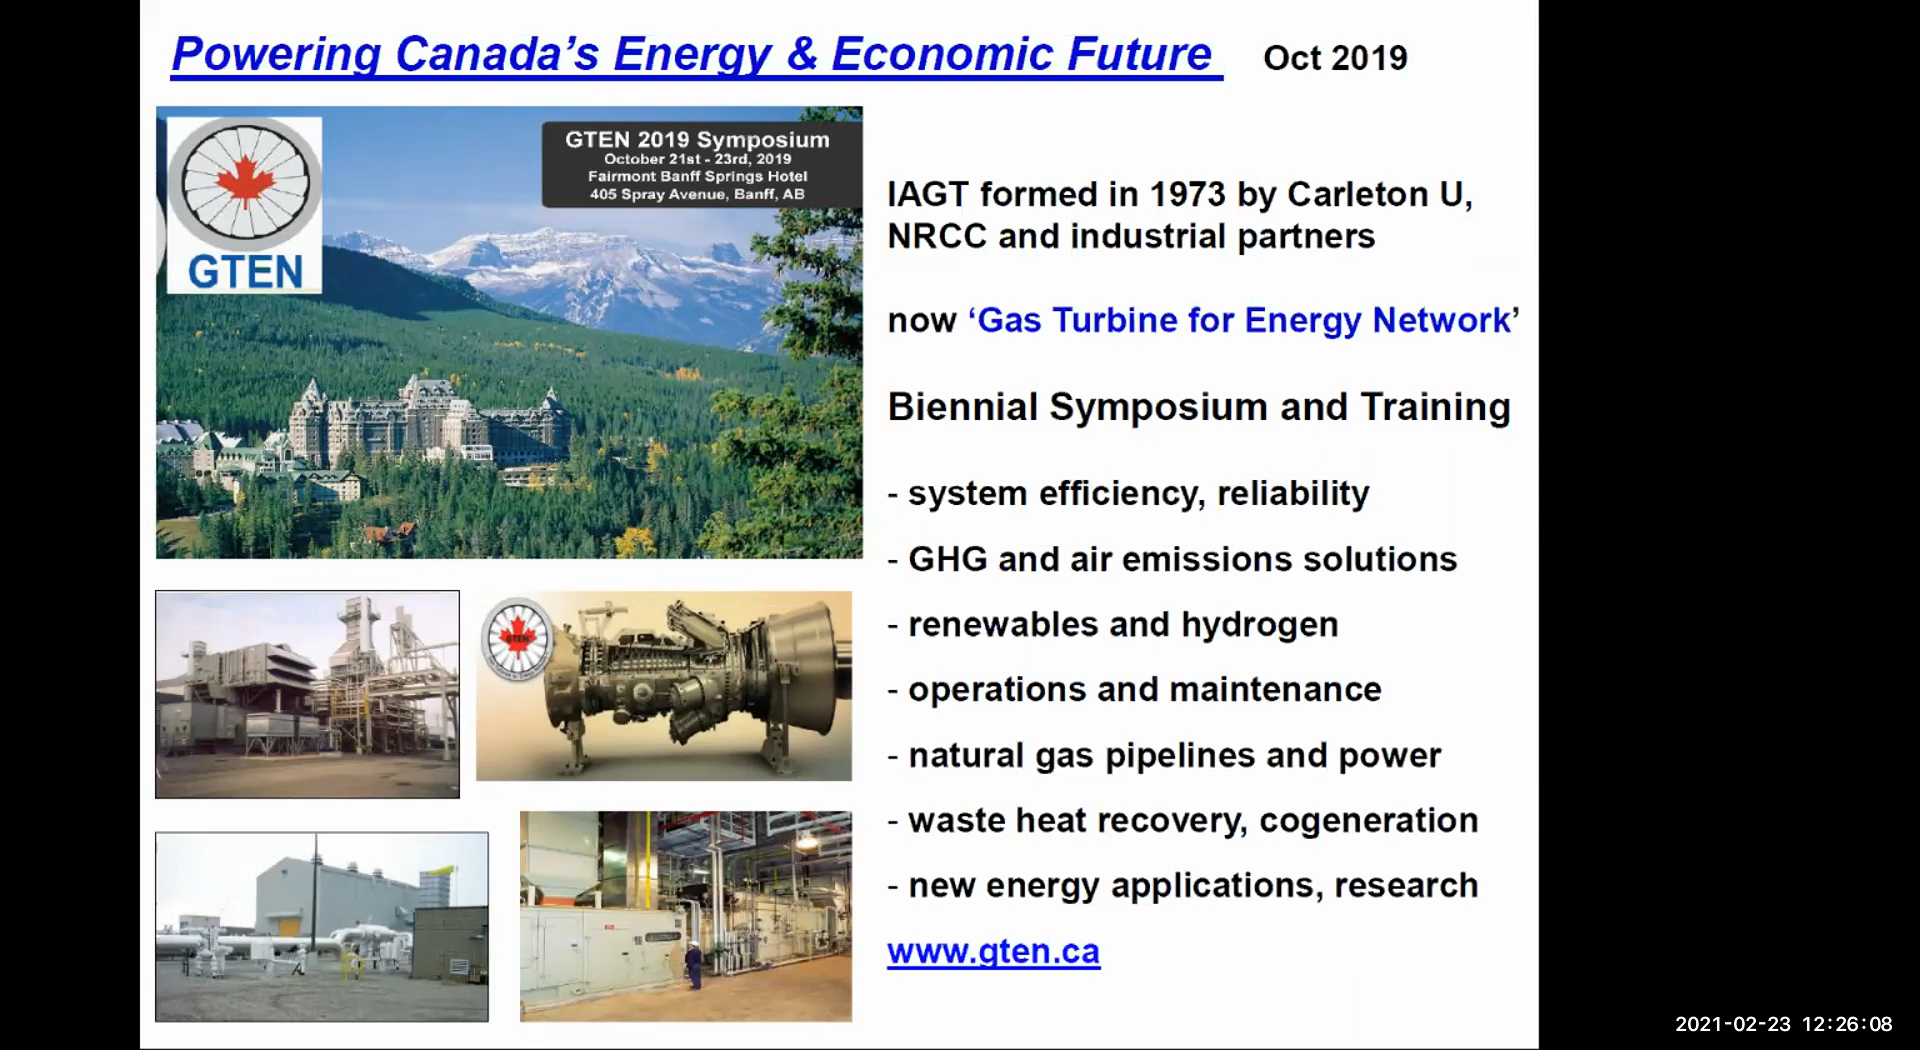 Powering Canada’s Energy & Economic Future Oct 2019
GTEN
GTEN 2019 Symposium
October 21st - 23rd, 2019
Fairmont Banff Springs Hotel
405 Spray Avenue, Banff, AB
IAGT formed in 1973 by Carleton U,
NRCC and industrial partners
now ‘Gas Turbine for Energy Network’
Biennial Symposium and Training
- system efficiency, reliability
- GHG and air emissions solutions
- renewables and hydrogen
- operations and maintenance
- natural gas pipelines and power
- waste heat recovery, cogeneration
- new energy applications, research
www.gten.ca
GTEN
2021-02-23 12:26:08